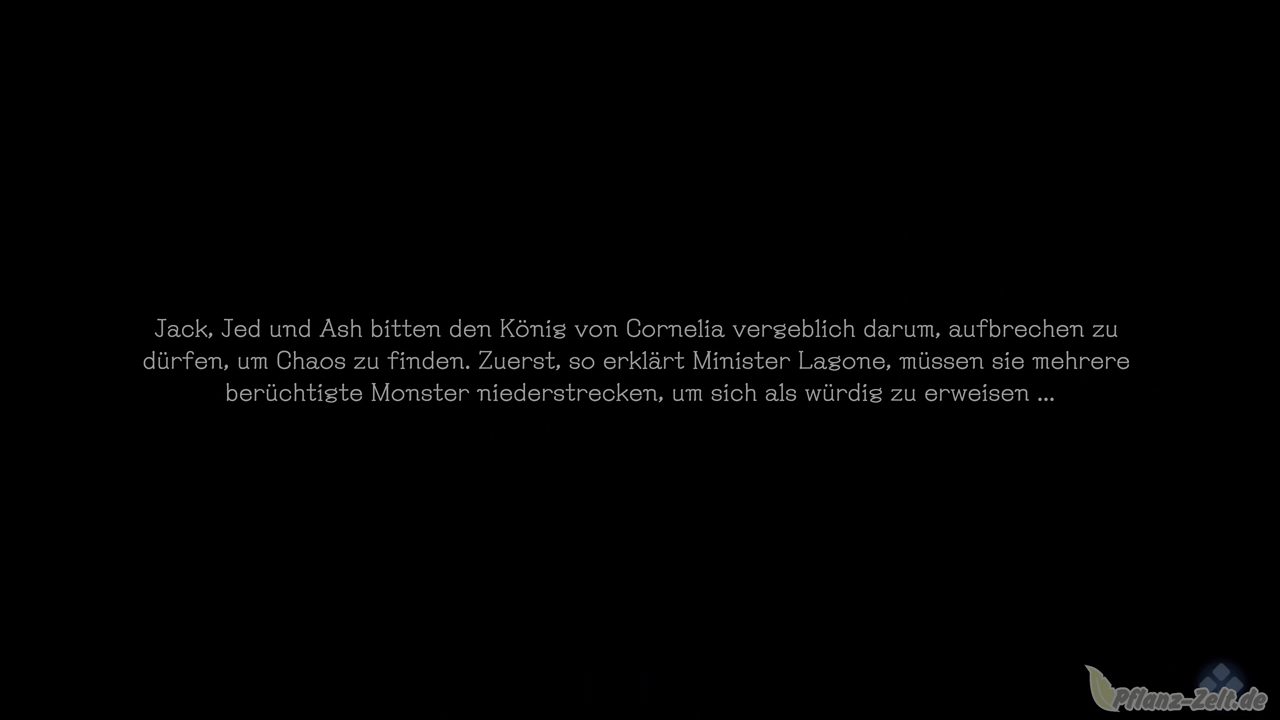 Jack, Jed und Ash bitten den König von Cornelia vergeblich darum, aufbrechen zu
dürfen, um Chaos zu finden. Zuerst, so erklärt Minister Lagone, müssen sie mehrere
berüchtigte Monster niederstrecken, um sich als würdig zu erweisen ...
Pflanz-Zelt.de